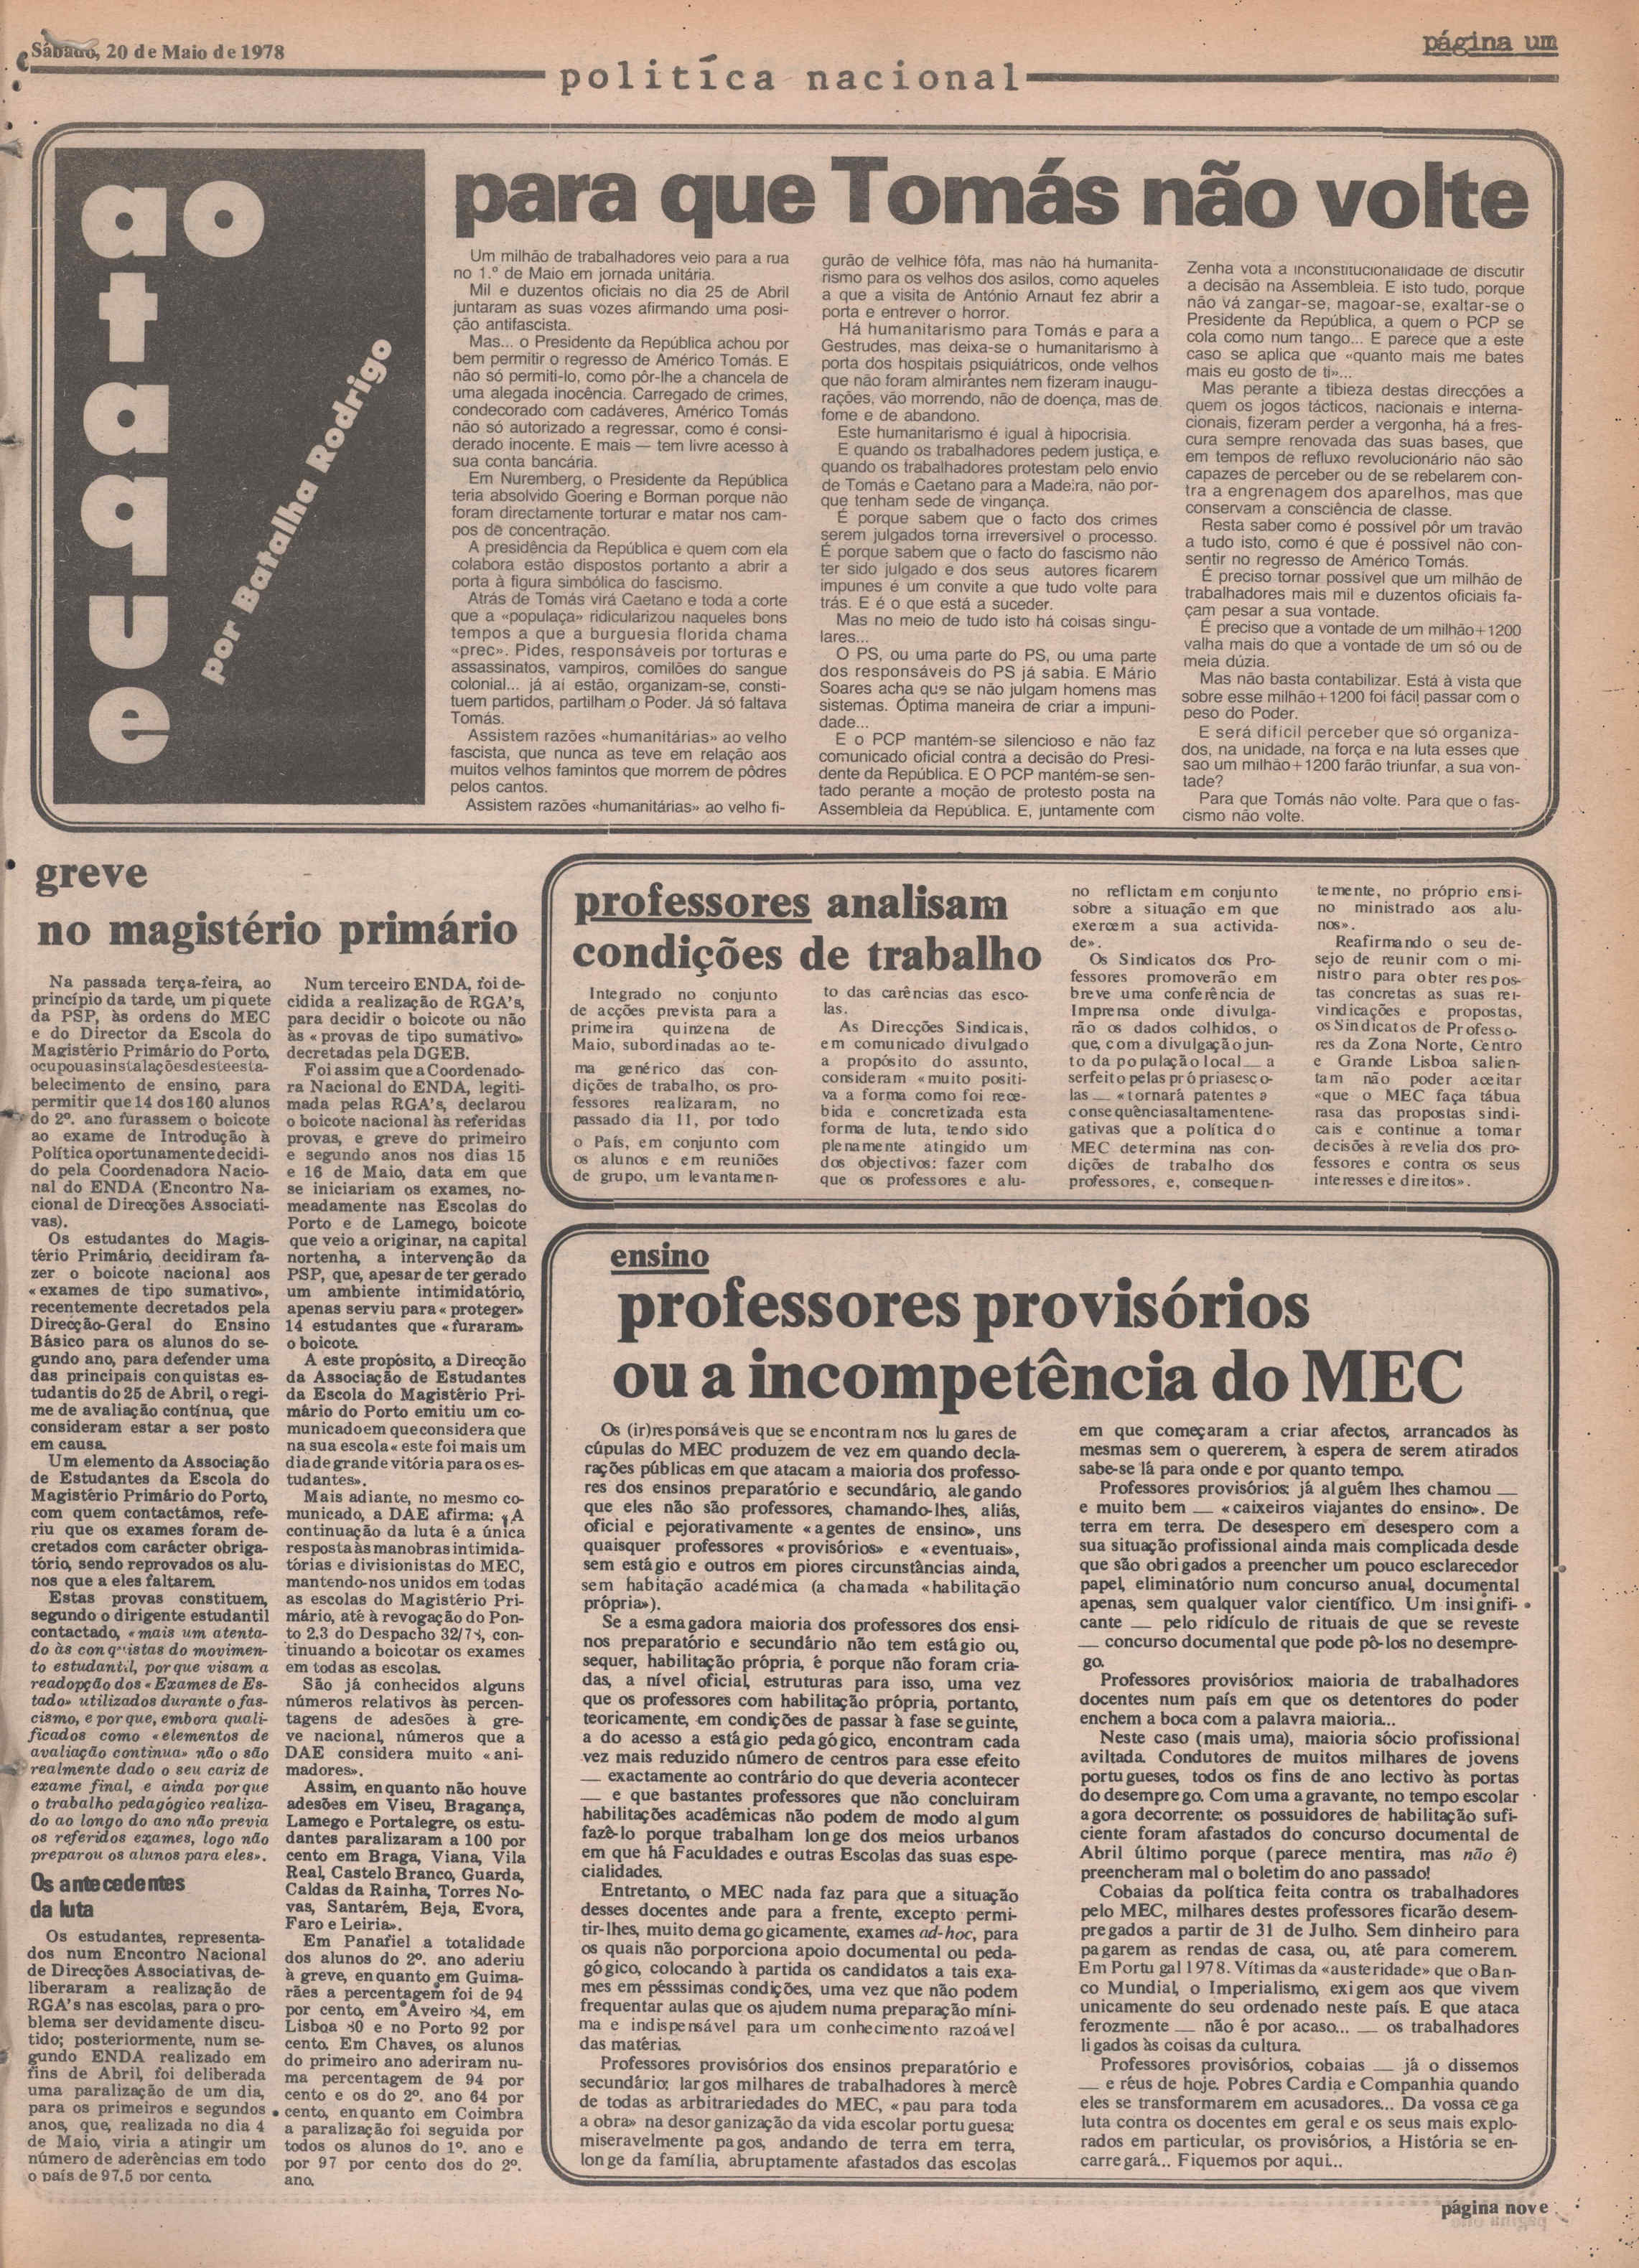 Sábado, 20 de Maio de 1978
página um
política nacional
ao
ataque
por Batalha Rodrigo
para que Tomás não volte
Um milhão de trabalhadores veio para a rua
no 1.º de Maio em jornada unitária.
Mil e duzentos oficiais no dia 25 de Abril
juntaram as suas vozes afirmando uma posi-
ção antifascista.
Mas... o Presidente da República achou por
bem permitir o regresso de Américo Tomás. E
não só permiti-lo, como pôr-lhe a chancela de
uma alegada inocência. Carregado de crimes,
condecorado com cadáveres, Américo Tomás
não só autorizado a regressar, como é consi-
derado inocente. E mais — tem livre acesso à
sua conta bancária.
Em Nuremberg, o Presidente da República
teria absolvido Goering e Borman porque não
foram directamente torturar e matar nos cam-
pos de concentração.
A presidência da República e quem com ela
colabora estão dispostos portanto a abrir a
porta à figura simbólica do fascismo.
Atrás de Tomás virá Caetano e toda a corte
que a «populaça» ridicularizou naqueles bons
tempos a que a burguesia florida chama
«prec». Pides, responsáveis por torturas e
assassinatos, vampiros, comilões do sangue
colonial... já aí estão, organizam-se, consti-
tuem partidos, partilham o Poder. Já só faltava
Tomás.
Assistem razões «humanitárias» ao velho
fascista, que nunca as teve em relação aos
muitos velhos famintos que morrem de pôdres
pelos cantos.
Assistem razões «humanitárias» ao velho fi-
gurão de velhice fôfa, mas não há humanita-
rismo para os velhos dos asilos, como aqueles
a que a visita de António Arnaut fez abrir a
porta e entrever o horror.
Há humanitarismo para Tomás e para a
Gestrudes, mas deixa-se o humanitarismo à
porta dos hospitais psiquiátricos, onde velhos
que não foram almirantes nem fizeram inaugu-
rações, vão morrendo, não de doença, mas de
fome e de abandono.
Este humanitarismo é igual à hipocrisia.
E quando os trabalhadores pedem justiça, e
quando os trabalhadores protestam pelo envio
de Tomás e Caetano para a Madeira, não por-
que tenham sede de vingança.
É porque sabem que o facto dos crimes
serem julgados torna irreversível o processo.
É porque sabem que o facto do fascismo não
ter sido julgado e dos seus autores ficarem
impunes é um convite a que tudo volte para
trás. E é o que está a suceder.
Mas no meio de tudo isto há coisas singu-
lares...
O PS, ou uma parte do PS, ou uma parte
dos responsáveis do PS já sabia. E Mário
Soares acha que se não julgam homens mas
sistemas. Óptima maneira de criar a impuni-
dade...
E o PCP mantém-se silencioso e não faz
comunicado oficial contra a decisão do Presi-
dente da República. E O PCP mantém-se sen-
tado perante a moção de protesto posta na
Assembleia da República. E, juntamente com
Zenha vota a inconstitucionalidade de discutir
a decisão na Assembleia. E isto tudo, porque
não vá zangar-se, magoar-se, exaltar-se o
Presidente da República, a quem o PCP se
cola como num tango... E parece que a este
caso se aplica que «quanto mais me bates
mais eu gosto de ti»...
Mas perante a tibieza destas direcções a
quem os jogos tácticos, nacionais e interna-
cionais, fizeram perder a vergonha, há a fres-
cura sempre renovada das suas bases, que
em tempos de refluxo revolucionário não são
capazes de perceber ou de se rebelarem con-
tra a engrenagem dos aparelhos, mas que
conservam a consciência de classe.
Resta saber como é possível pôr um travão
a tudo isto, como é que é possível não con-
sentir no regresso de Américo Tomás.
É preciso tornar possível que um milhão de
trabalhadores mais mil e duzentos oficiais fa-
çam pesar a sua vontade.
É preciso que a vontade de um milhão+1200
valha mais do que a vontade de um só ou de
meia dúzia.
Mas não basta contabilizar. Está à vista que
sobre esse milhão+1200 foi fácil passar com o
peso do Poder.
E será difícil perceber que só organiza-
dos, na unidade, na força e na luta esses que
sao um milhão+1200 farão triunfar, a sua von-
tade?
Para que Tomás não volte. Para que o fas-
cismo não volte.
greve
no magistério primário
Na passada terça-feira, ao
princípio da tarde, um piquete
da PSP, às ordens do MEC
e do Director da Escola do
Magistério Primário do Porto,
ocupou as instalações deste esta-
belecimento de ensino, para
permitir que 14 dos 160 alunos
do 2º. ano furassem o boicote
ao exame de Introdução à
Política oportunamente decidi-
do pela Coordenadora Nacio-
nal do ENDA (Encontro Na-
cional de Direcções Associati-
vas).
Os estudantes do Magis-
tério Primário, decidiram fa-
zer o boicote nacional aos
«exames de tipo sumativo»,
recentemente decretados pela
Direcção-Geral do Ensino
Básico para os alunos do se-
gundo ano, para defender uma
das principais conquistas es-
tudantis do 25 de Abril, o regi-
me de avaliação contínua, que
consideram estar a ser posto
em causa.
Um elemento da Associação
de Estudantes da Escola do
Magistério Primário do Porto,
com quem contactámos, refe-
riu que os exames foram de-
cretados com carácter obriga-
tório, sendo reprovados os alu-
nos que a eles faltarem.
Estas provas constituem,
segundo o dirigente estudantil
contactado, «mais um atenta-
do às conquistas do movimen-
to estudantil, porque visam a
readopção dos «Exames de Es-
tado» utilizados durante o fas-
cismo, e porque, embora quali-
ficados como «elementos de
avaliação continua» não o são
realmente dado o seu cariz de
exame final, e ainda porque
o trabalho pedagógico realiza-
do ao longo do ano não previa
os referidos exames, logo não
preparou os alunos para eles».
Os antecedentes
da luta
Os estudantes, representa-
dos num Encontro Nacional
de Direcções Associativas, de-
liberaram a realização de
RGA's nas escolas, para o pro-
blema ser devidamente discu-
tido; posteriormente, num se-
gundo ENDA realizado em
fins de Abril, foi deliberada
uma paralização de um dia,
para os primeiros e segundos
anos, que, realizada no dia 4
de Maio, viria a atingir um
número de aderências em todo
o país de 97.5 por cento.
Num terceiro ENDA, foi de-
cidida a realização de RGA's,
para decidir o boicote ou não
às «provas de tipo sumativo»
decretadas pela DGEB.
Foi assim que a Coordenado-
ra Nacional do ENDA, legiti-
mada pelas RGA's, declarou
o boicote nacional às referidas
provas, e greve do primeiro
e segundo anos nos dias 15
e 16 de Maio, data em que
se iniciariam os exames, no-
meadamente nas Escolas do
Porto e de Lamego, boicote
que veio a originar, na capital
nortenha, a intervenção da
PSP, que, apesar de ter gerado
um ambiente intimidatório,
apenas serviu para «proteger»
14 estudantes que «furaram»
o boicote.
A este propósito, a Direcção
da Associação de Estudantes
da Escola do Magistério Pri-
mário do Porto emitiu um co-
municado em que considera que
na sua escola «este foi mais um
dia de grande vitória para os es-
tudantes».
Mais adiante, no mesmo co-
municado, a DAE afirma: «A
continuação da luta é a única
resposta às manobras intimida-
tórias e divisionistas do MEC,
mantendo-nos unidos em todas
as escolas do Magistério Pri-
mário, até à revogação do Pon-
to 2.3 do Despacho 32/78, con-
tinuando a boicotar os exames
em todas as escolas.
São já conhecidos alguns
números relativos às percen-
tagens de adesões à gre-
ve nacional, números que a
DAE considera muito «ani-
madores».
Assim, enquanto não houve
adesões em Viseu, Bragança,
Lamego e Portalegre, os estu-
dantes paralizaram a 100 por
cento em Braga, Viana, Vila
Real, Castelo Branco, Guarda,
Caldas da Rainha, Torres No-
vas, Santarém, Beja, Evora,
Faro e Leiria».
Em Panafiel a totalidade
dos alunos do 2º. ano aderiu
à greve, enquanto em Guima-
rães a percentagem foi de 94
por cento, em Aveiro 84, em
Lisboa 80 e no Porto 92 por
cento. Em Chaves, os alunos
do primeiro ano aderiram nu-
ma percentagem de 94 por
cento e os do 2º. ano 64 por
cento, enquanto em Coimbra
a paralização foi seguida por
todos os alunos do 1º. ano e
por 97 por cento dos do 2º.
ano.
professores analisam
condições de trabalho
Integrado no conjunto
de acções prevista para a
primeira quinzena de
Maio, subordinadas ao te-
ma genérico das con-
dições de trabalho, os pro-
fessores realizaram, no
passado dia 11, por todo
o País, em conjunto com
os alunos e em reuniões
de grupo, um levantamen-
to das carências das esco-
las.
As Direcções Sindicais,
em comunicado divulgado
a propósito do assunto,
consideram «muito positi-
va a forma como foi rece-
bida e concretizada esta
forma de luta, tendo sido
plenamente atingido um
dos objectivos: fazer com
que os professores e alu-
no reflictam em conjunto
sobre a situação em que
exercem a sua activida-
de».
Os Sindicatos dos Pro-
fessores promoverão em
breve uma conferência de
Imprensa onde divulga-
rão os dados colhidos, o
que, com a divulgação jun-
to da população local — a
ser feito pelas próprias esco-
las — «tornará patentes a
consequências altamente ne-
gativas que a política do
MEC determina nas con-
dições de trabalho dos
professores, e, consequen-
temente, no próprio ensi-
no ministrado aos alu-
nos».
Reafirmando o seu de-
sejo de reunir com o mi-
nistro para obter respos-
tas concretas as suas rei-
vindicações e propostas,
os Sindicatos de Professo-
res da Zona Norte, Centro
e Grande Lisboa salien-
tam não poder aceitar
«que o MEC faça tábua
rasa das propostas sindi-
cais e continue a tomar
decisões à revelia dos pro-
fessores e contra os seus
interesses e direitos».
ensino
professores provisórios
ou a incompetência do MEC
Os (ir)responsáveis que se encontram nos lugares de
cúpulas do MEC produzem de vez em quando decla-
rações públicas em que atacam a maioria dos professo-
res dos ensinos preparatório e secundário, alegando
que eles não são professores, chamando-lhes, aliás,
oficial e pejorativamente «agentes de ensino», uns
quaisquer professores «provisórios» e «eventuais»,
sem estágio e outros em piores circunstâncias ainda,
sem habitação académica (a chamada «habilitação
própria»).
Se a esmagadora maioria dos professores dos ensi-
nos preparatório e secundário não tem estágio ou,
sequer, habilitação própria, é porque não foram cria-
das, a nível oficial, estruturas para isso, uma vez
que os professores com habilitação própria, portanto,
teoricamente, em condições de passar à fase seguinte,
a do acesso a estágio pedagógico, encontram cada
vez mais reduzido número de centros para esse efeito
— exactamente ao contrário do que deveria acontecer
— e que bastantes professores que não concluiram
habilitações académicas não podem de modo algum
fazê-lo porque trabalham longe dos meios urbanos
em que há Faculdades e outras Escolas das suas espe-
cialidades.
Entretanto, o MEC nada faz para que a situação
desses docentes ande para a frente, excepto permi-
tir-lhes, muito demagogicamente, exames ad-hoc, para
os quais não porporciona apoio documental ou peda-
gógico, colocando à partida os candidatos a tais exa-
mes em pésssimas condições, uma vez que não podem
frequentar aulas que os ajudem numa preparação míni-
ma e indispensável para um conhecimento razoável
das matérias.
Professores provisórios dos ensinos preparatório e
secundário: largos milhares de trabalhadores à mercê
de todas as arbitrariedades do MEC, «pau para toda
a obra» na desorganização da vida escolar portuguesa:
miseravelmente pagos, andando de terra em terra,
longe da família, abruptamente afastados das escolas
em que começaram a criar afectos, arrancados às
mesmas sem o quererem, à espera de serem atirados
sabe-se lá para onde e por quanto tempo.
Professores provisórios: já alguém lhes chamou —
e muito bem — «caixeiros viajantes do ensino». De
terra em terra. De desespero em desespero com a
sua situação profissional ainda mais complicada desde
que são obrigados a preencher um pouco esclarecedor
papel, eliminatório num concurso anual, documental
apenas, sem qualquer valor científico. Um insignifi-
cante — pelo ridículo de rituais de que se reveste
— concurso documental que pode pô-los no desempre-
go.
Professores provisórios: maioria de trabalhadores
docentes num país em que os detentores do poder
enchem a boca com a palavra maioria...
Neste caso (mais uma), maioria sócio profissional
aviltada. Condutores de muitos milhares de jovens
portugueses, todos os fins de ano lectivo às portas
do desemprego. Com uma agravante, no tempo escolar
agora decorrente: os possuidores de habilitação sufi-
ciente foram afastados do concurso documental de
Abril último porque (parece mentira, mas não é)
preencheram mal o boletim do ano passado!
Cobaias da política feita contra os trabalhadores
pelo MEC, milhares destes professores ficarão desem-
pregados a partir de 31 de Julho. Sem dinheiro para
pagarem as rendas de casa, ou, até para comerem.
Em Portugal 1978. Vítimas da «austeridade» que o Ban-
co Mundial, o Imperialismo, exigem aos que vivem
unicamente do seu ordenado neste país. E que ataca
ferozmente — não é por acaso... — os trabalhadores
ligados às coisas da cultura.
Professores provisórios, cobaias — já o dissemos
— e réus de hoje. Pobres Cardia e Companhia quando
eles se transformarem em acusadores... Da vossa cega
luta contra os docentes em geral e os seus mais explo-
rados em particular, os provisórios, a História se en-
carregará... Fiquemos por aqui...
página nove